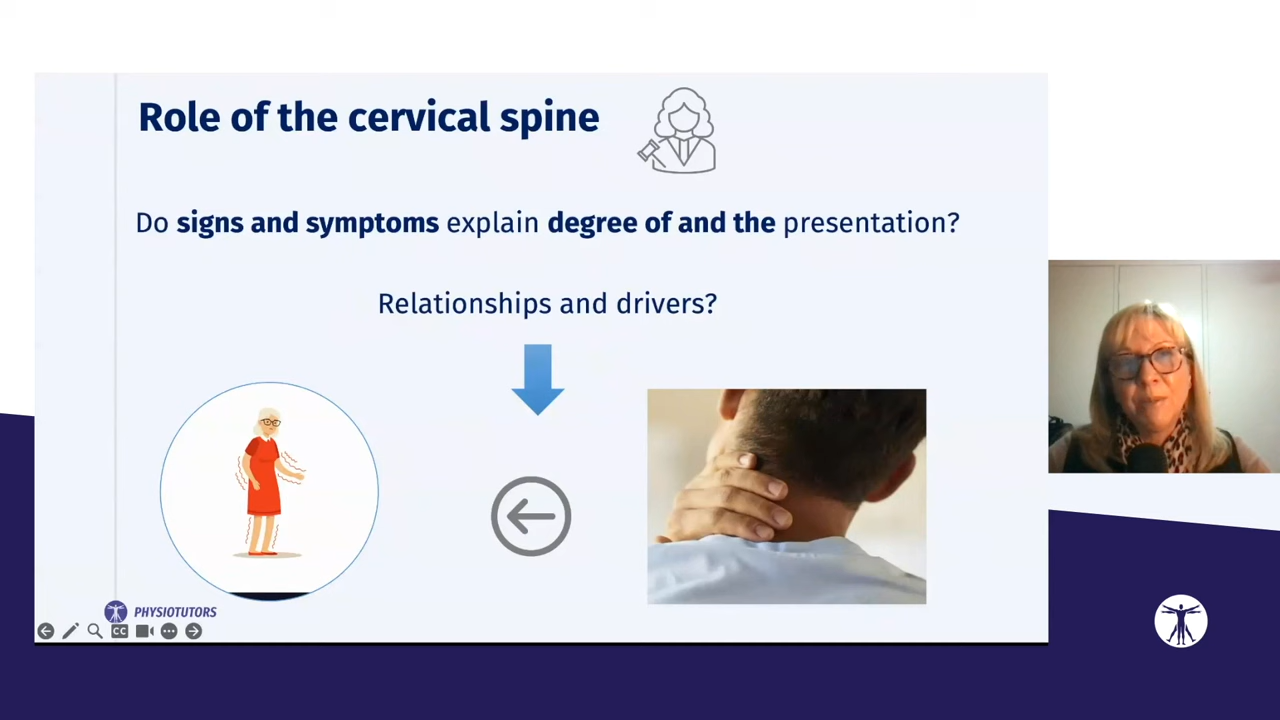 Role of the cervical spine
Do signs and symptoms explain degree of and the presentation?
Relationships and drivers?
PHYSIOTUTORS
CC